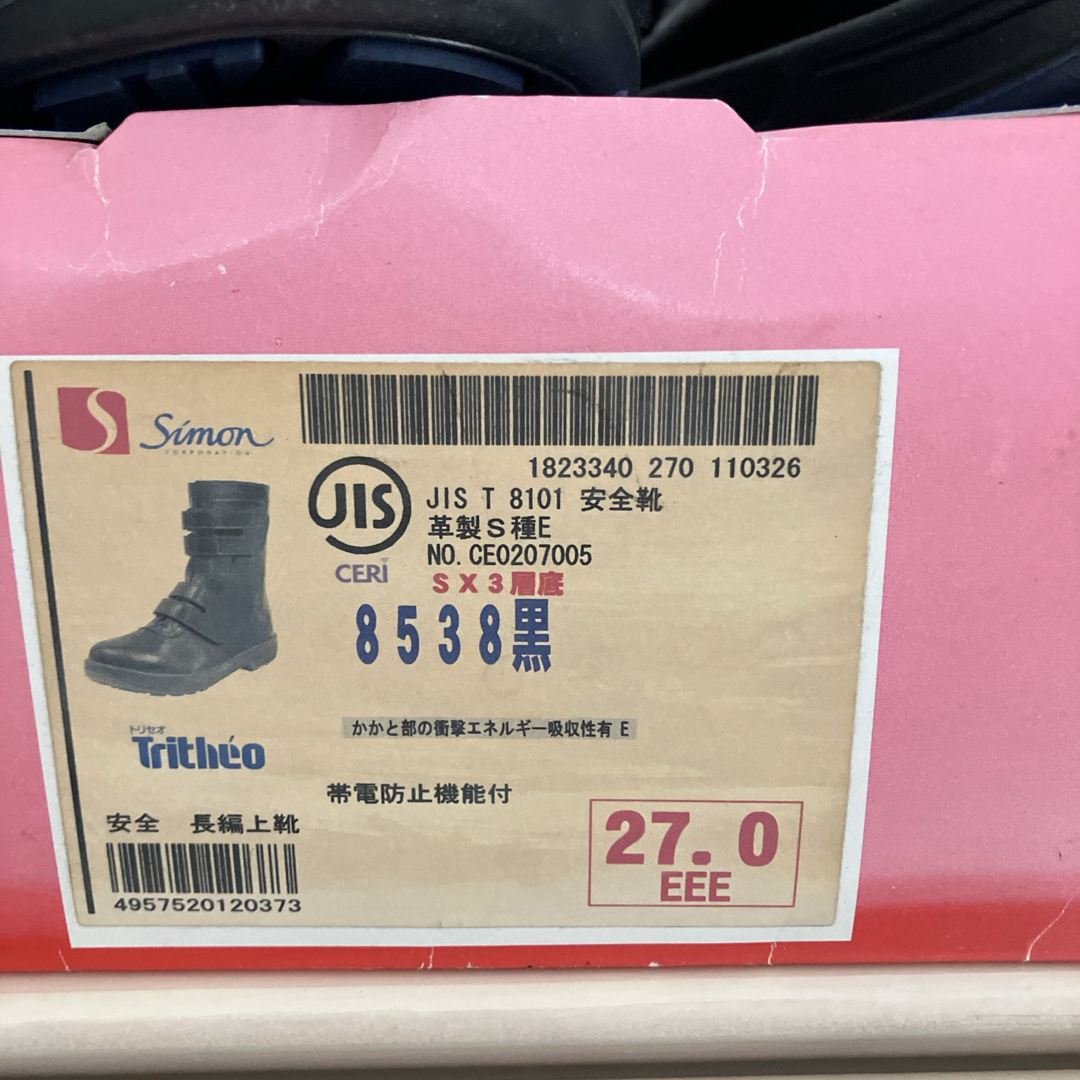 Simon
CORPORATION
1823340 270 110326
JIS
JIS T 8101 安全靴
革製S種E
NO.CE0207005
CERI
SX3層底
8538黒
トリセオ
Trithéo
かかと部の衝撃エネルギー吸収性有 E
帯電防止機能付
安全 長編上靴
4957520120373
27.0
EEE